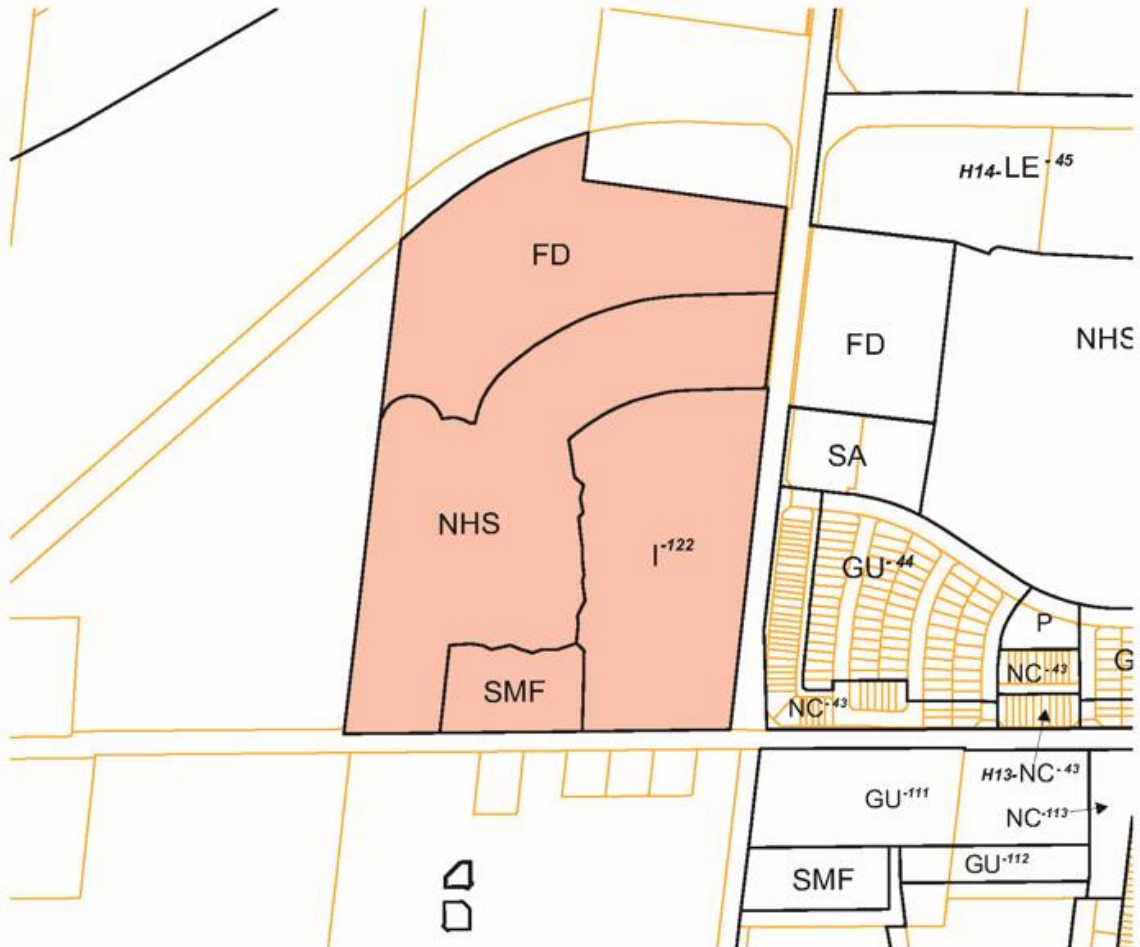 H14-LE-45
FD
FD
NHS
SA
NHS
I-122
GU-44
P
NC-43
G
SMF
NC-43
H13-NC-43
GU-111
NC-113
GU-112
SMF